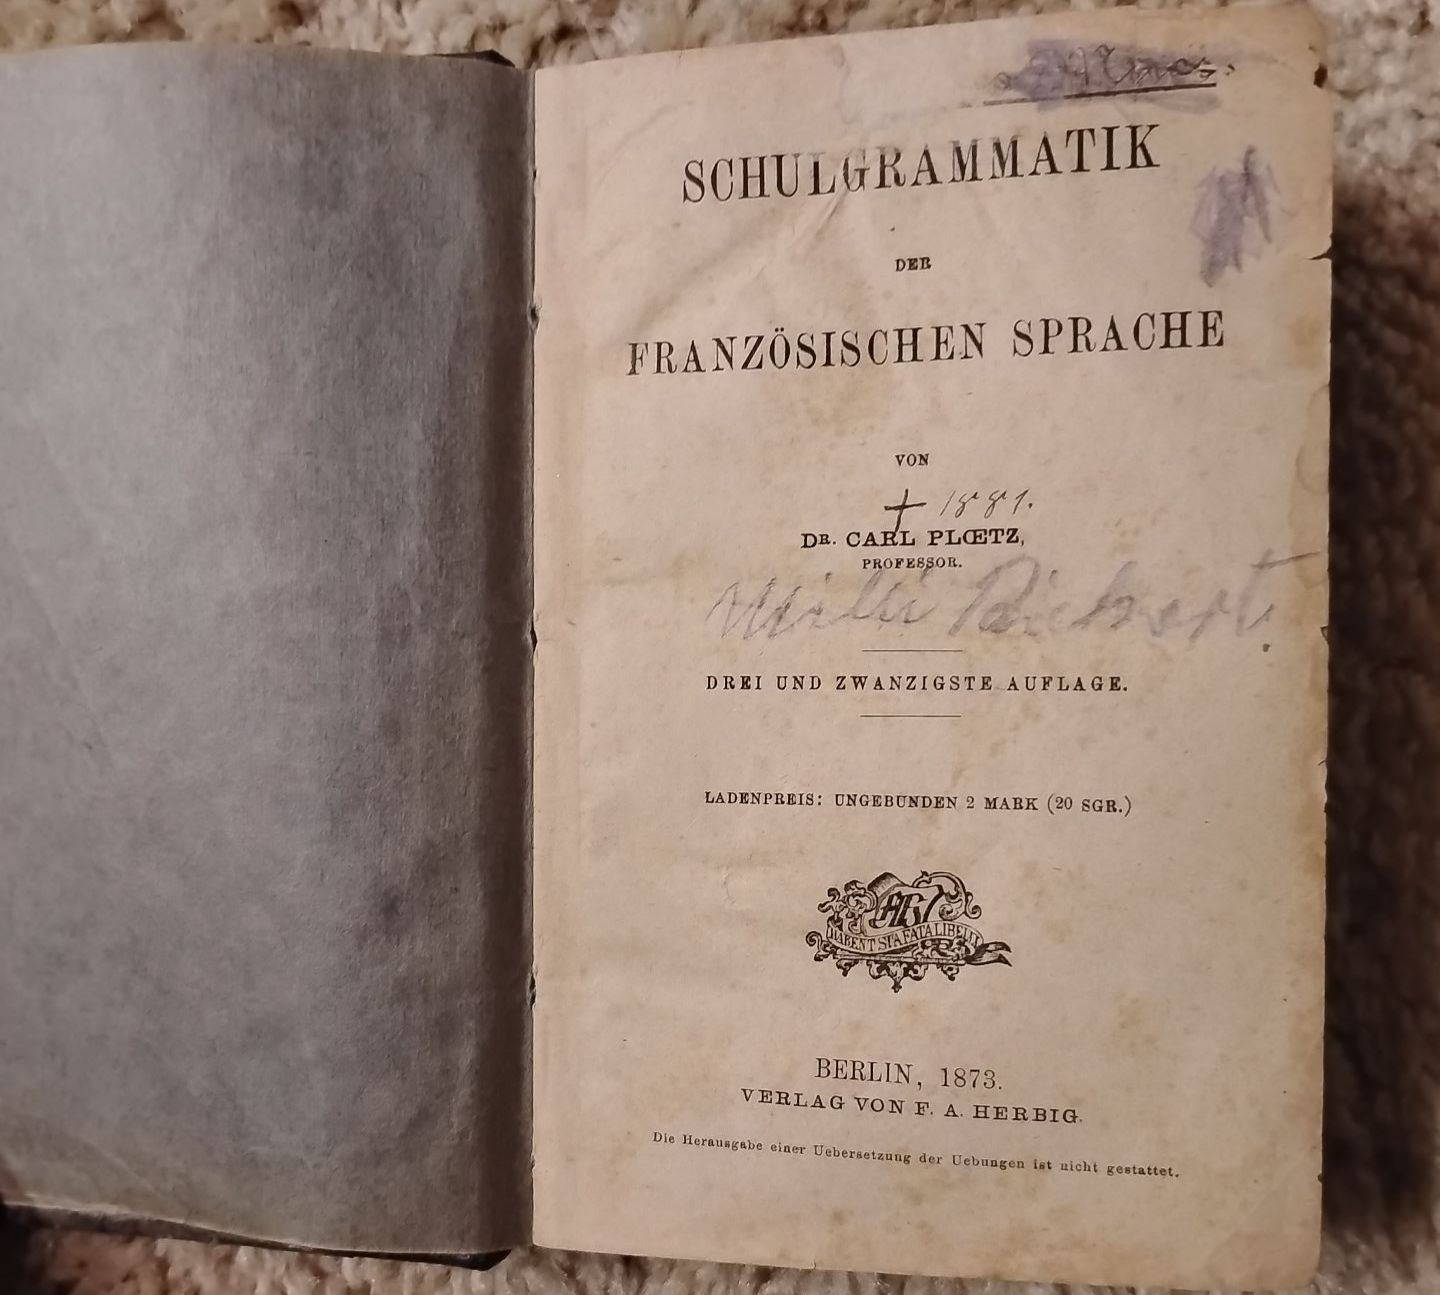 SCHULGRAMMATIK
DER
FRANZÖSISCHEN SPRACHE
VON
† 1881.
DR. CARL PLŒTZ,
PROFESSOR.
Willi Rickert.
DREI UND ZWANZIGSTE AUFLAGE.
LADENPREIS: UNGEBUNDEN 2 MARK (20 SGR.)
HABENT SUA FATA LIBELLI
BERLIN, 1873.
VERLAG VON F. A. HERBIG.
Die Herausgabe einer Uebersetzung der Uebungen ist nicht gestattet.